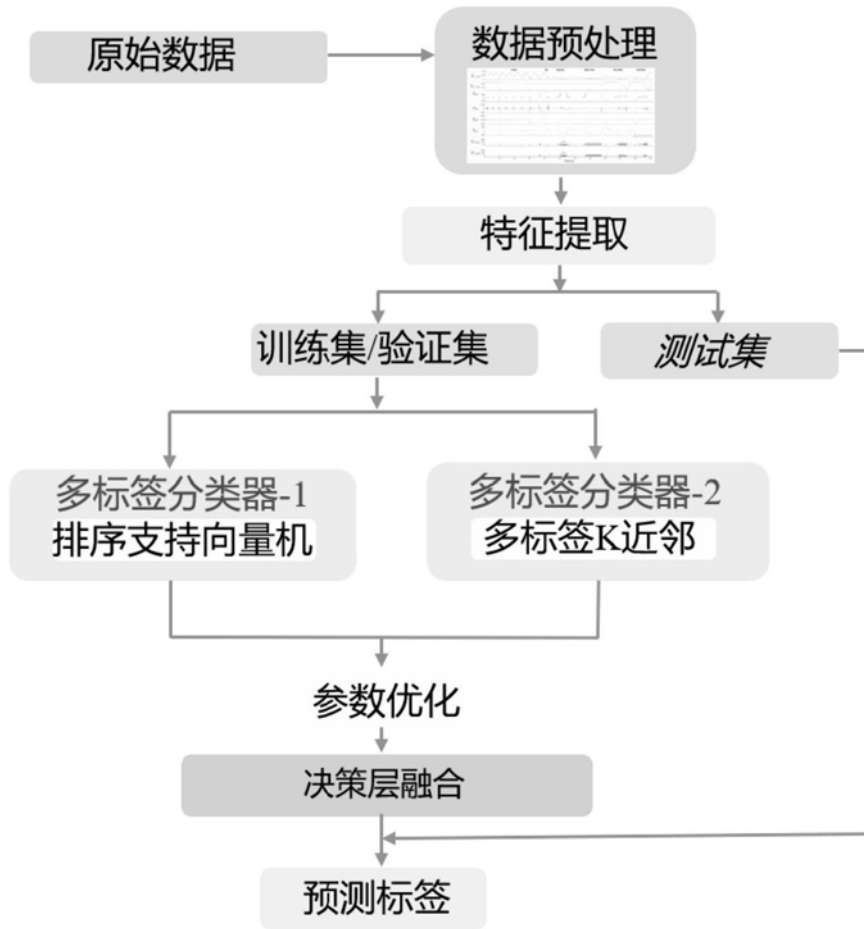 原始数据
数据预处理
特征提取
训练集/验证集
测试集
多标签分类器-1
排序支持向量机
多标签分类器-2
多标签K近邻
参数优化
决策层融合
预测标签